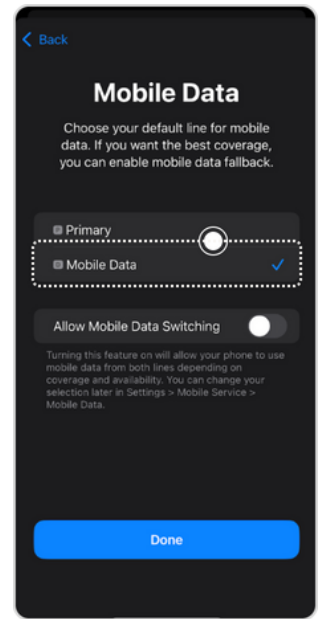 Back
Mobile Data
Choose your default line for mobile
data. If you want the best coverage,
you can enable mobile data fallback.
Primary
Mobile Data
Allow Mobile Data Switching
Turning this feature on will allow your phone to use
mobile data from both lines depending on
coverage and availability. You can change your
selection later in Settings > Mobile Service >
Mobile Data.
Done